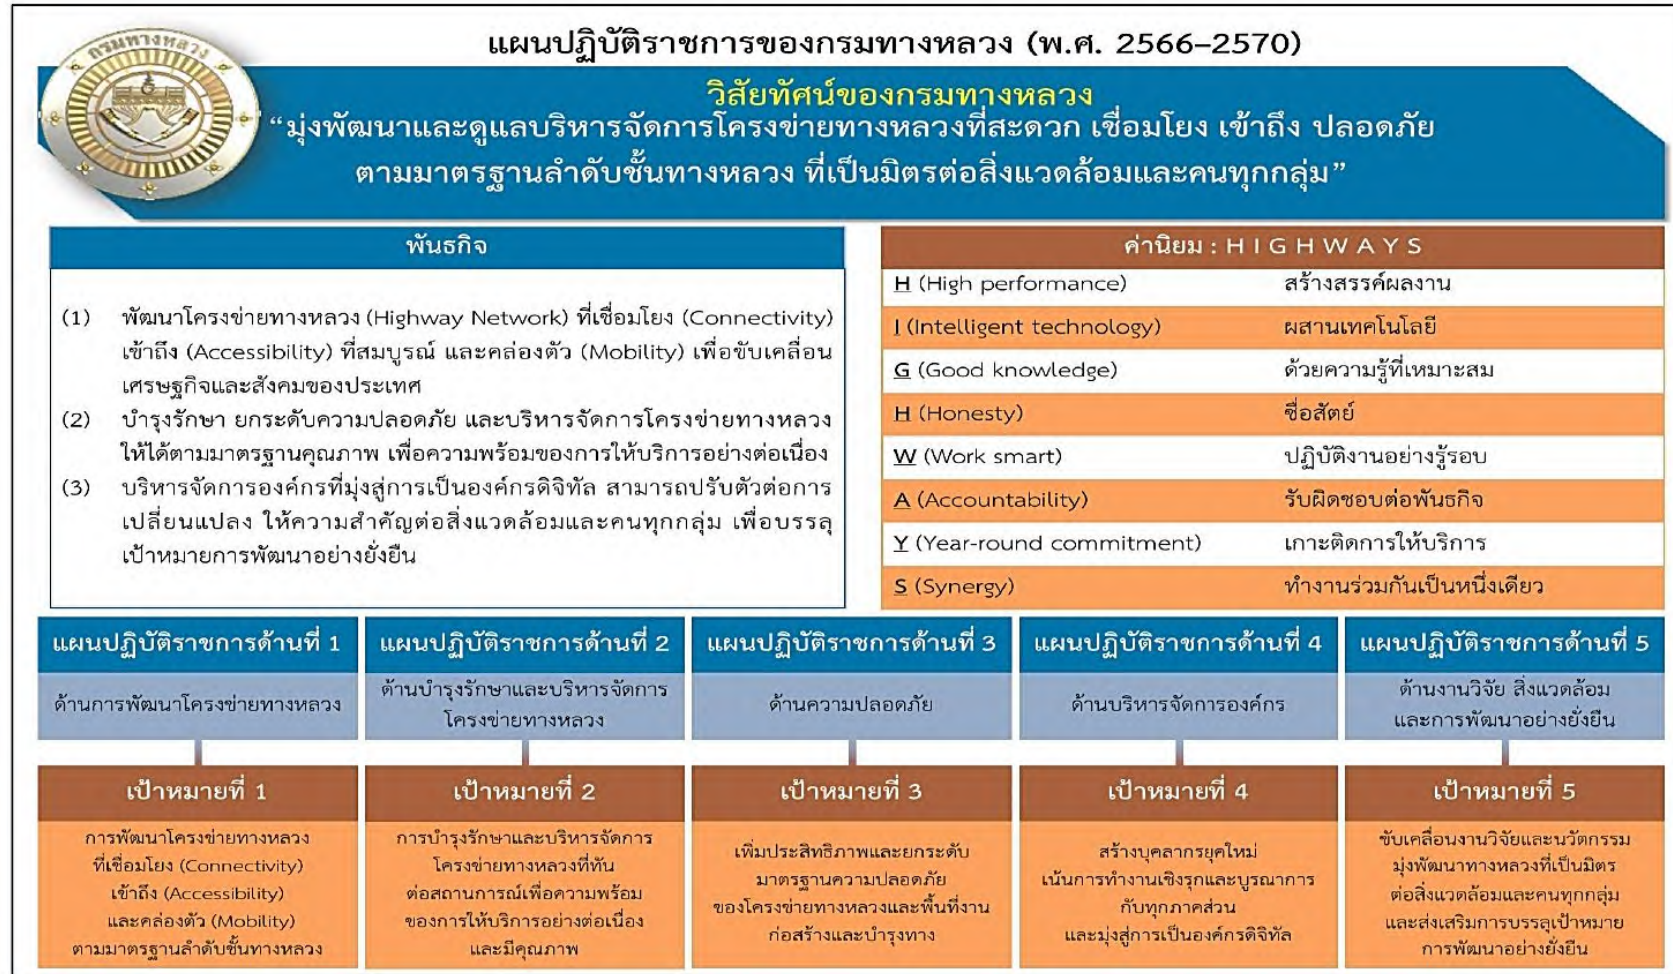 กรมทางหลวง
แผนปฏิบัติราชการของกรมทางหลวง (พ.ศ. 2566–2570)
วิสัยทัศน์ของกรมทางหลวง
“มุ่งพัฒนาและดูแลบริหารจัดการโครงข่ายทางหลวงที่สะดวก เชื่อมโยง เข้าถึง ปลอดภัย
ตามมาตรฐานลำดับชั้นทางหลวง ที่เป็นมิตรต่อสิ่งแวดล้อมและคนทุกกลุ่ม”
พันธกิจ
(1) พัฒนาโครงข่ายทางหลวง (Highway Network) ที่เชื่อมโยง (Connectivity)
เข้าถึง (Accessibility) ที่สมบูรณ์ และคล่องตัว (Mobility) เพื่อขับเคลื่อน
เศรษฐกิจและสังคมของประเทศ
(2) บำรุงรักษา ยกระดับความปลอดภัย และบริหารจัดการโครงข่ายทางหลวง
ให้ได้ตามมาตรฐานคุณภาพ เพื่อความพร้อมของการให้บริการอย่างต่อเนื่อง
(3) บริหารจัดการองค์กรที่มุ่งสู่การเป็นองค์กรดิจิทัล สามารถปรับตัวต่อการ
เปลี่ยนแปลง ให้ความสำคัญต่อสิ่งแวดล้อมและคนทุกกลุ่ม เพื่อบรรลุ
เป้าหมายการพัฒนาอย่างยั่งยืน
ค่านิยม : H I G H W A Y S
H (High performance) สร้างสรรค์ผลงาน
I (Intelligent technology) ผสานเทคโนโลยี
G (Good knowledge) ด้วยความรู้ที่เหมาะสม
H (Honesty) ซื่อสัตย์
W (Work smart) ปฏิบัติงานอย่างรู้รอบ
A (Accountability) รับผิดชอบต่อพันธกิจ
Y (Year-round commitment) เกาะติดการให้บริการ
S (Synergy) ทำงานร่วมกันเป็นหนึ่งเดียว
แผนปฏิบัติราชการด้านที่ 1
ด้านการพัฒนาโครงข่ายทางหลวง
เป้าหมายที่ 1
การพัฒนาโครงข่ายทางหลวง
ที่เชื่อมโยง (Connectivity)
เข้าถึง (Accessibility)
และคล่องตัว (Mobility)
ตามมาตรฐานลำดับชั้นทางหลวง
แผนปฏิบัติราชการด้านที่ 2
ด้านบำรุงรักษาและบริหารจัดการ
โครงข่ายทางหลวง
เป้าหมายที่ 2
การบำรุงรักษาและบริหารจัดการ
โครงข่ายทางหลวงที่ทัน
ต่อสถานการณ์เพื่อความพร้อม
ของการให้บริการอย่างต่อเนื่อง
และมีคุณภาพ
แผนปฏิบัติราชการด้านที่ 3
ด้านความปลอดภัย
เป้าหมายที่ 3
เพิ่มประสิทธิภาพและยกระดับ
มาตรฐานความปลอดภัย
ของโครงข่ายทางหลวงและพื้นที่งาน
ก่อสร้างและบำรุงทาง
แผนปฏิบัติราชการด้านที่ 4
ด้านบริหารจัดการองค์กร
เป้าหมายที่ 4
สร้างบุคลากรยุคใหม่
เน้นการทำงานเชิงรุกและบูรณาการ
กับทุกภาคส่วน
และมุ่งสู่การเป็นองค์กรดิจิทัล
แผนปฏิบัติราชการด้านที่ 5
ด้านงานวิจัย สิ่งแวดล้อม
และการพัฒนาอย่างยั่งยืน
เป้าหมายที่ 5
ขับเคลื่อนงานวิจัยและนวัตกรรม
มุ่งพัฒนาทางหลวงที่เป็นมิตร
ต่อสิ่งแวดล้อมและคนทุกกลุ่ม
และส่งเสริมการบรรลุเป้าหมาย
การพัฒนาอย่างยั่งยืน